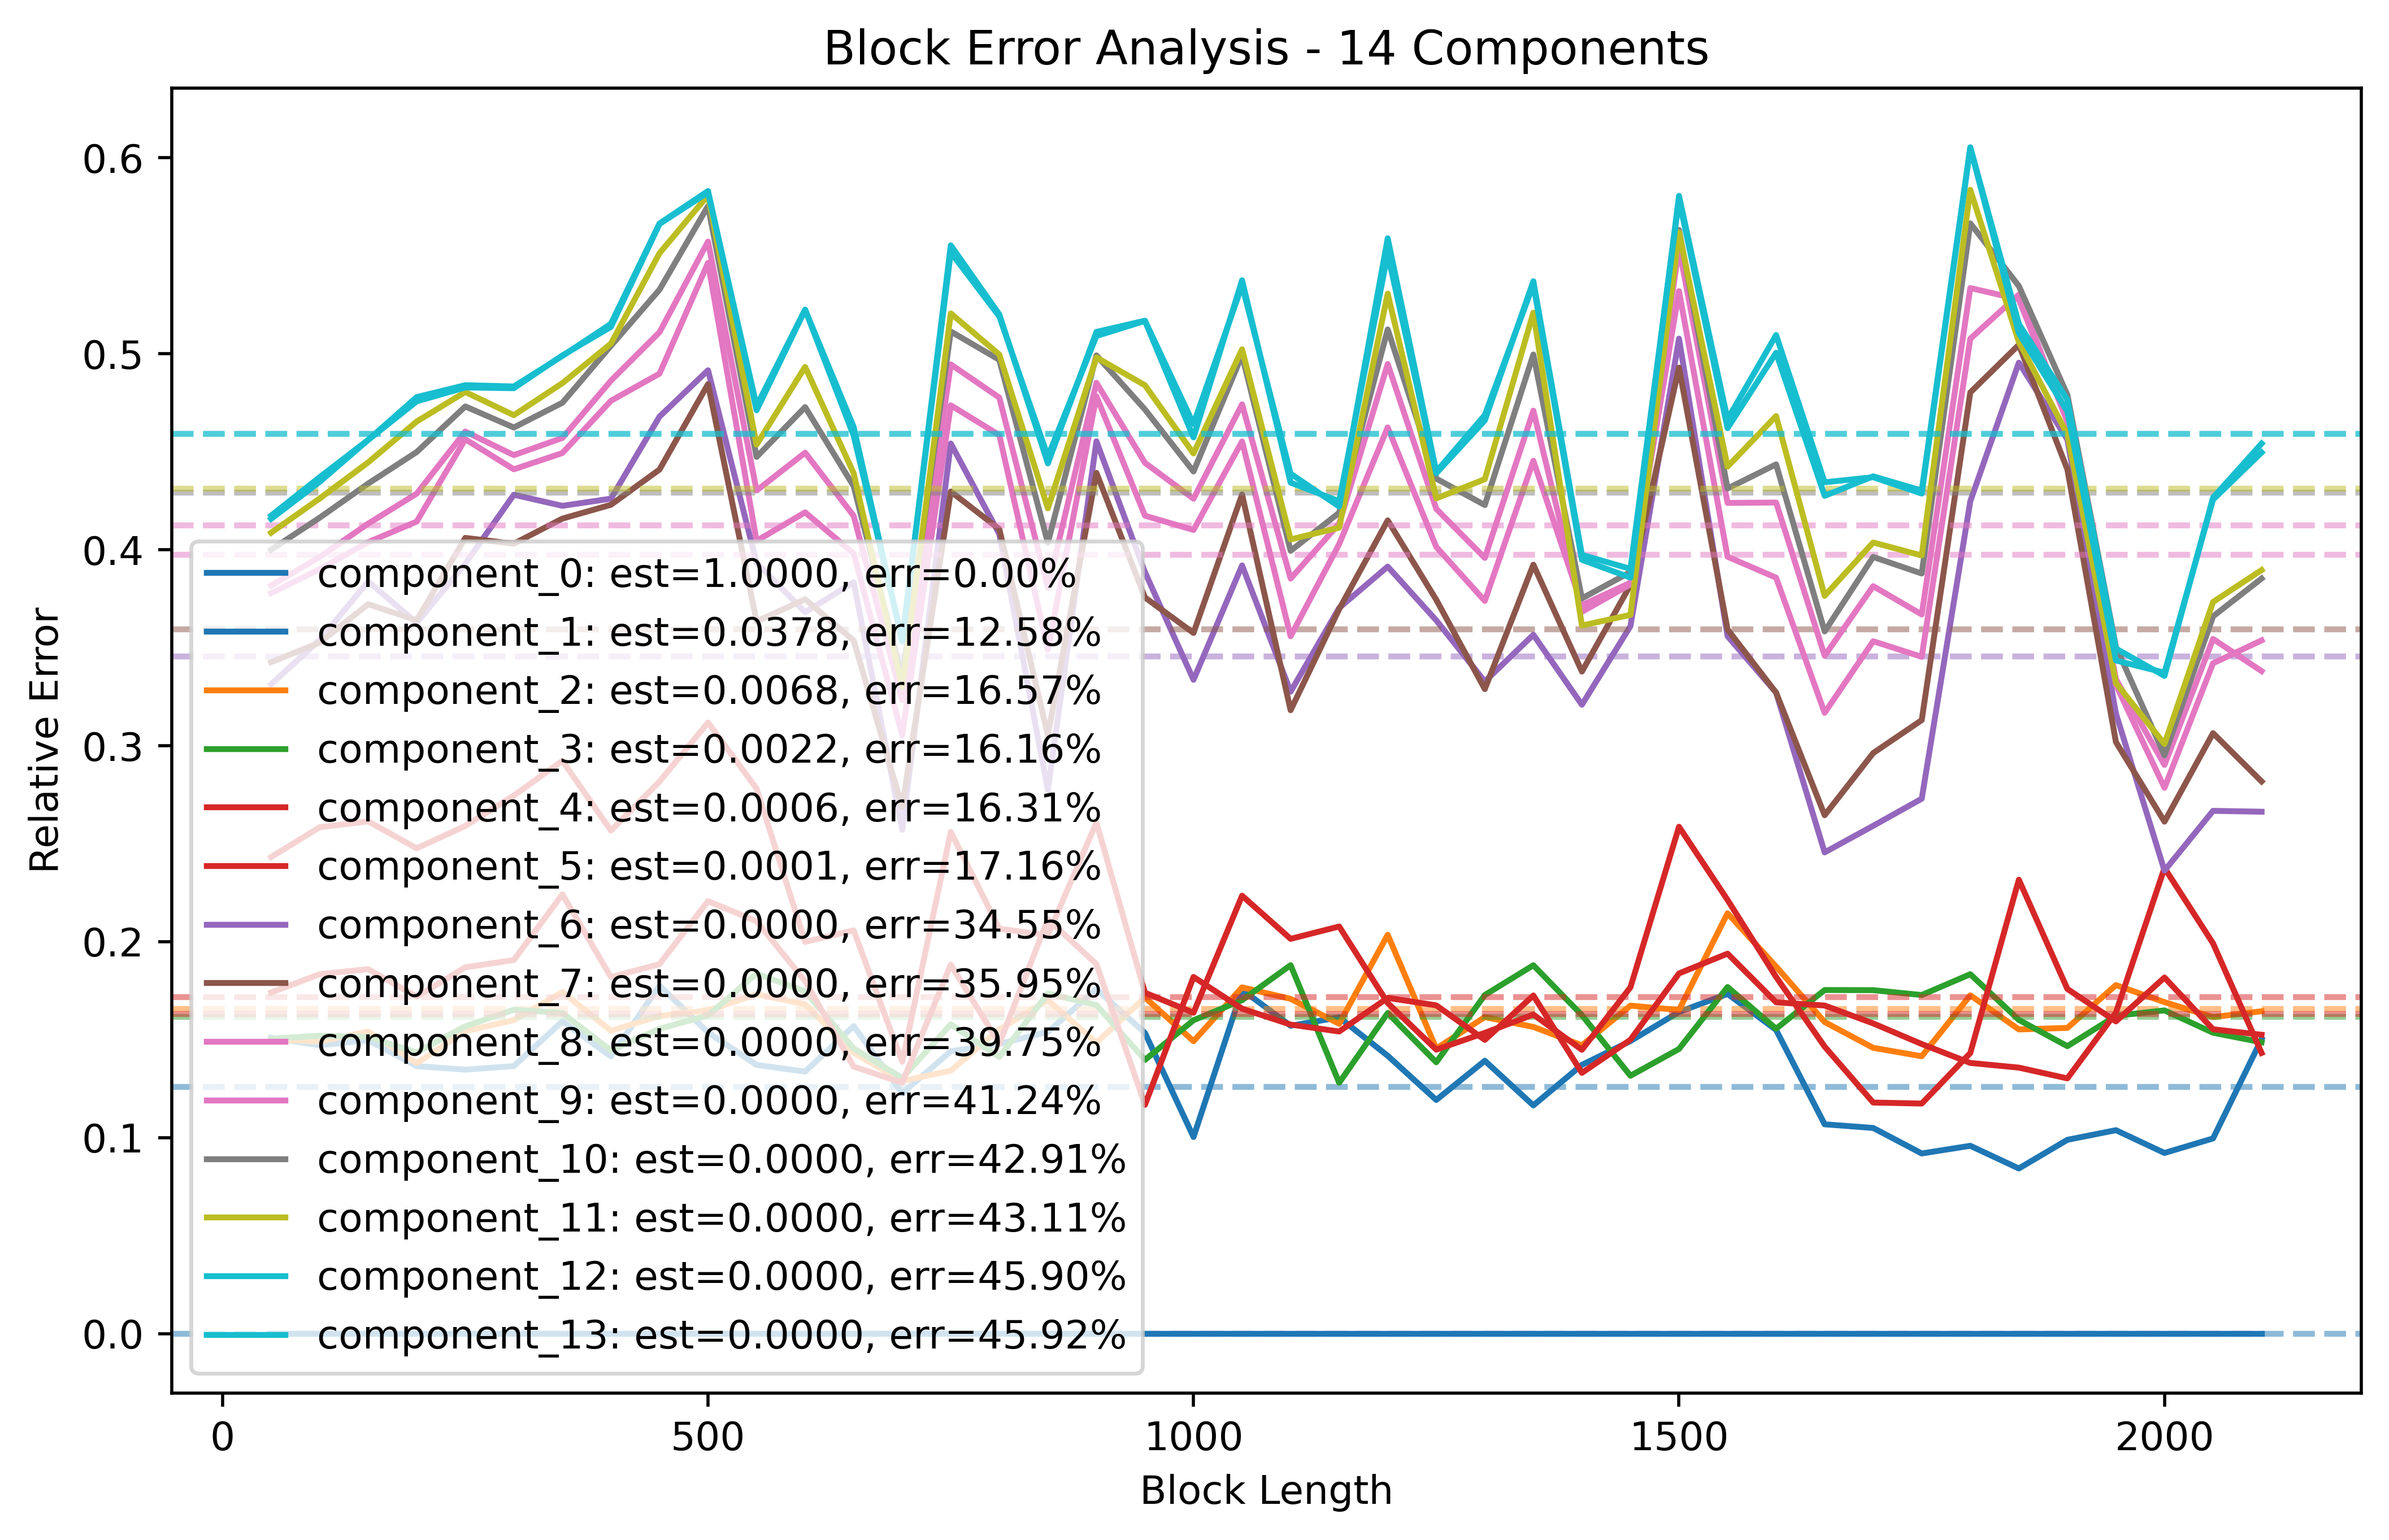 Block Error Analysis - 14 Components
0.6
0.5
0.4
0.3
0.2
0.1
0.0
Relative Error
component_0: est=1.0000, err=0.00%
component_1: est=0.0378, err=12.58%
component_2: est=0.0068, err=16.57%
component_3: est=0.0022, err=16.16%
component_4: est=0.0006, err=16.31%
component_5: est=0.0001, err=17.16%
component_6: est=0.0000, err=34.55%
component_7: est=0.0000, err=35.95%
component_8: est=0.0000, err=39.75%
component_9: est=0.0000, err=41.24%
component_10: est=0.0000, err=42.91%
component_11: est=0.0000, err=43.11%
component_12: est=0.0000, err=45.90%
component_13: est=0.0000, err=45.92%
0 500 1000 1500 2000
Block Length